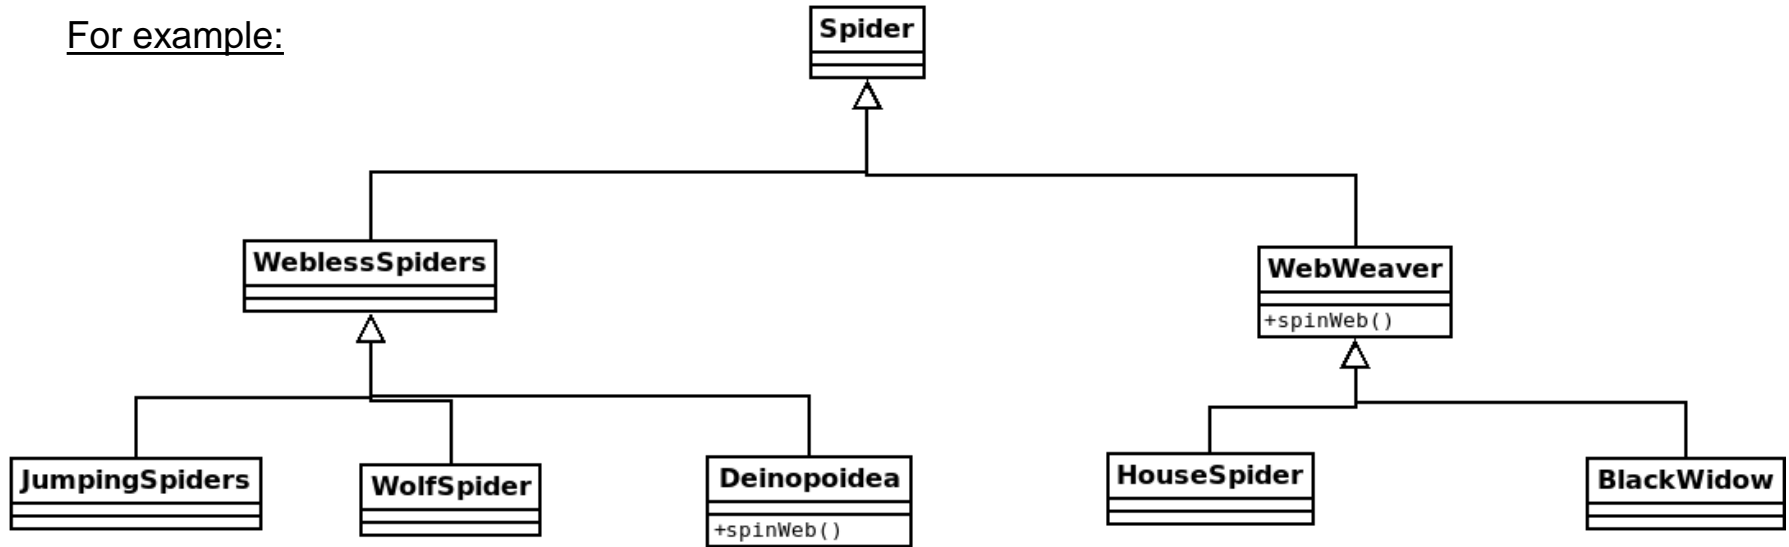 For example:
Spider
WeblessSpiders
WebWeaver
+spinWeb()
JumpingSpiders
WolfSpider
Deinopoidea
+spinWeb()
HouseSpider
BlackWidow